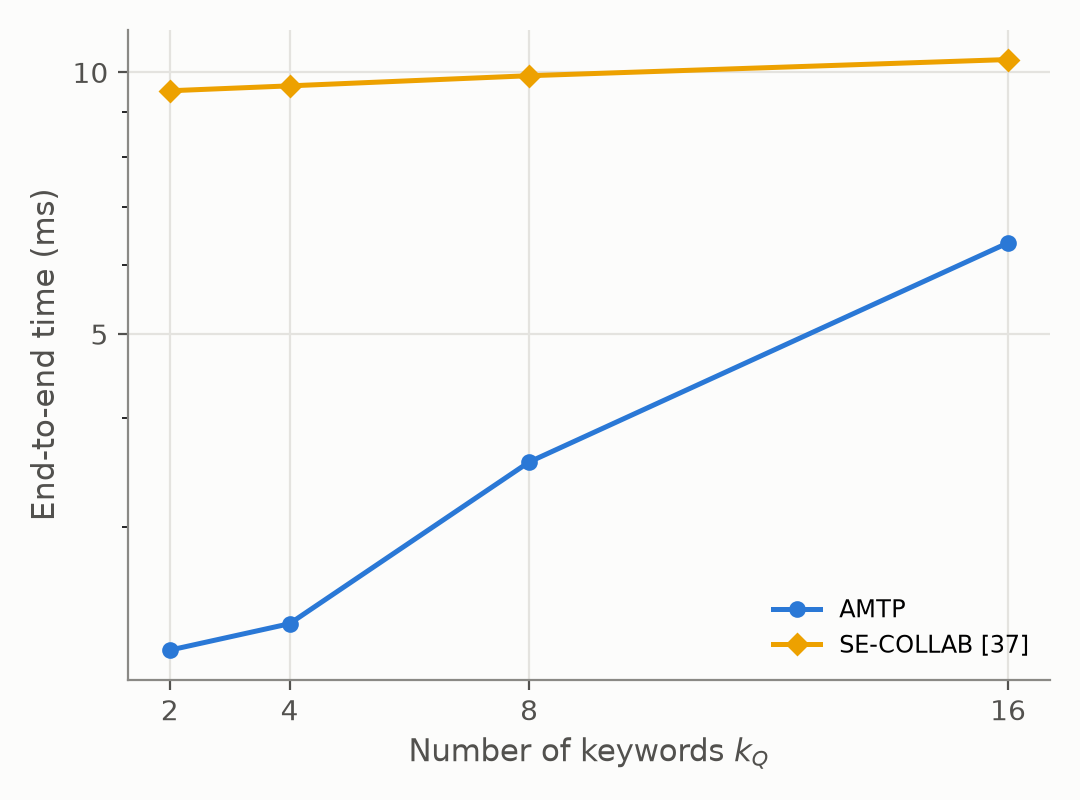 10
5
End-to-end time (ms)
AMTP
SE-COLLAB [37]
2 4 8 16
Number of keywords k_Q